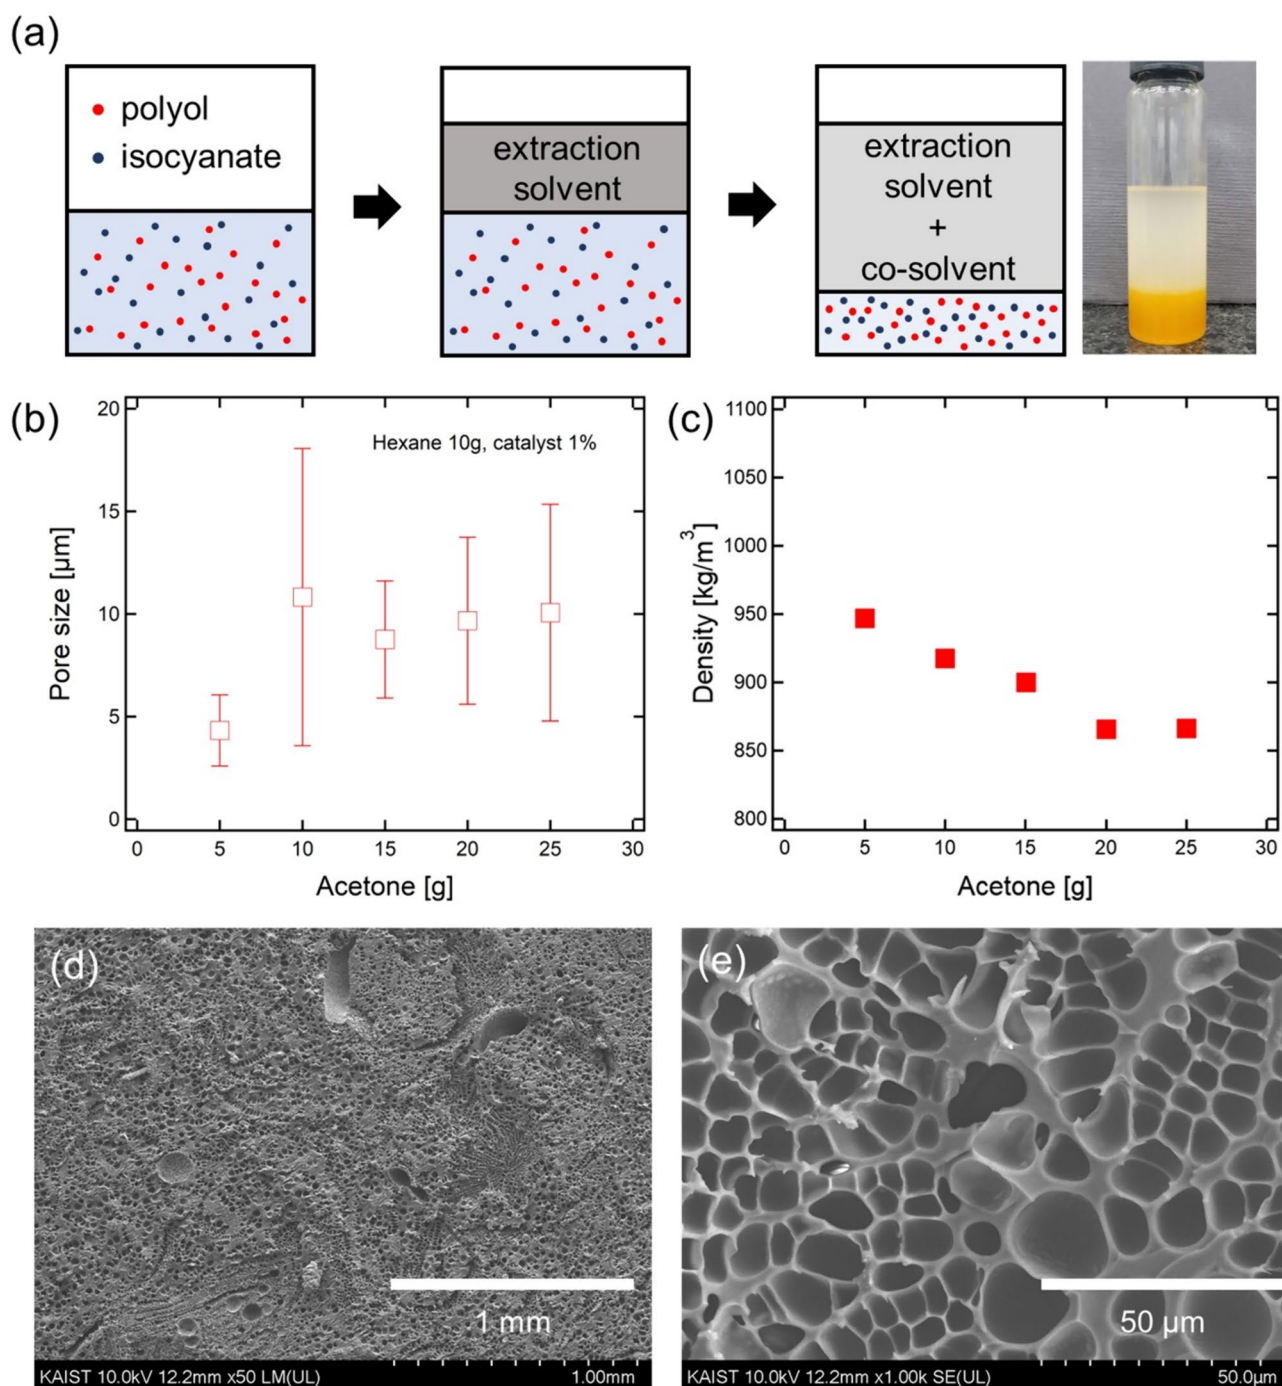 (a)
polyol
isocyanate
extraction
solvent
extraction
solvent
+
co-solvent
(b)
20
15
10
5
0
Pore size [µm]
Hexane 10g, catalyst 1%
0 5 10 15 20 25 30
Acetone [g]
(c)
1100
1050
1000
950
900
850
800
Density [kg/m³]
0 5 10 15 20 25 30
Acetone [g]
(d)
1 mm
KAIST 10.0kV 12.2mm x50 LM(UL) 1.00mm
(e)
50 µm
KAIST 10.0kV 12.2mm x1.00k SE(UL) 50.0µm